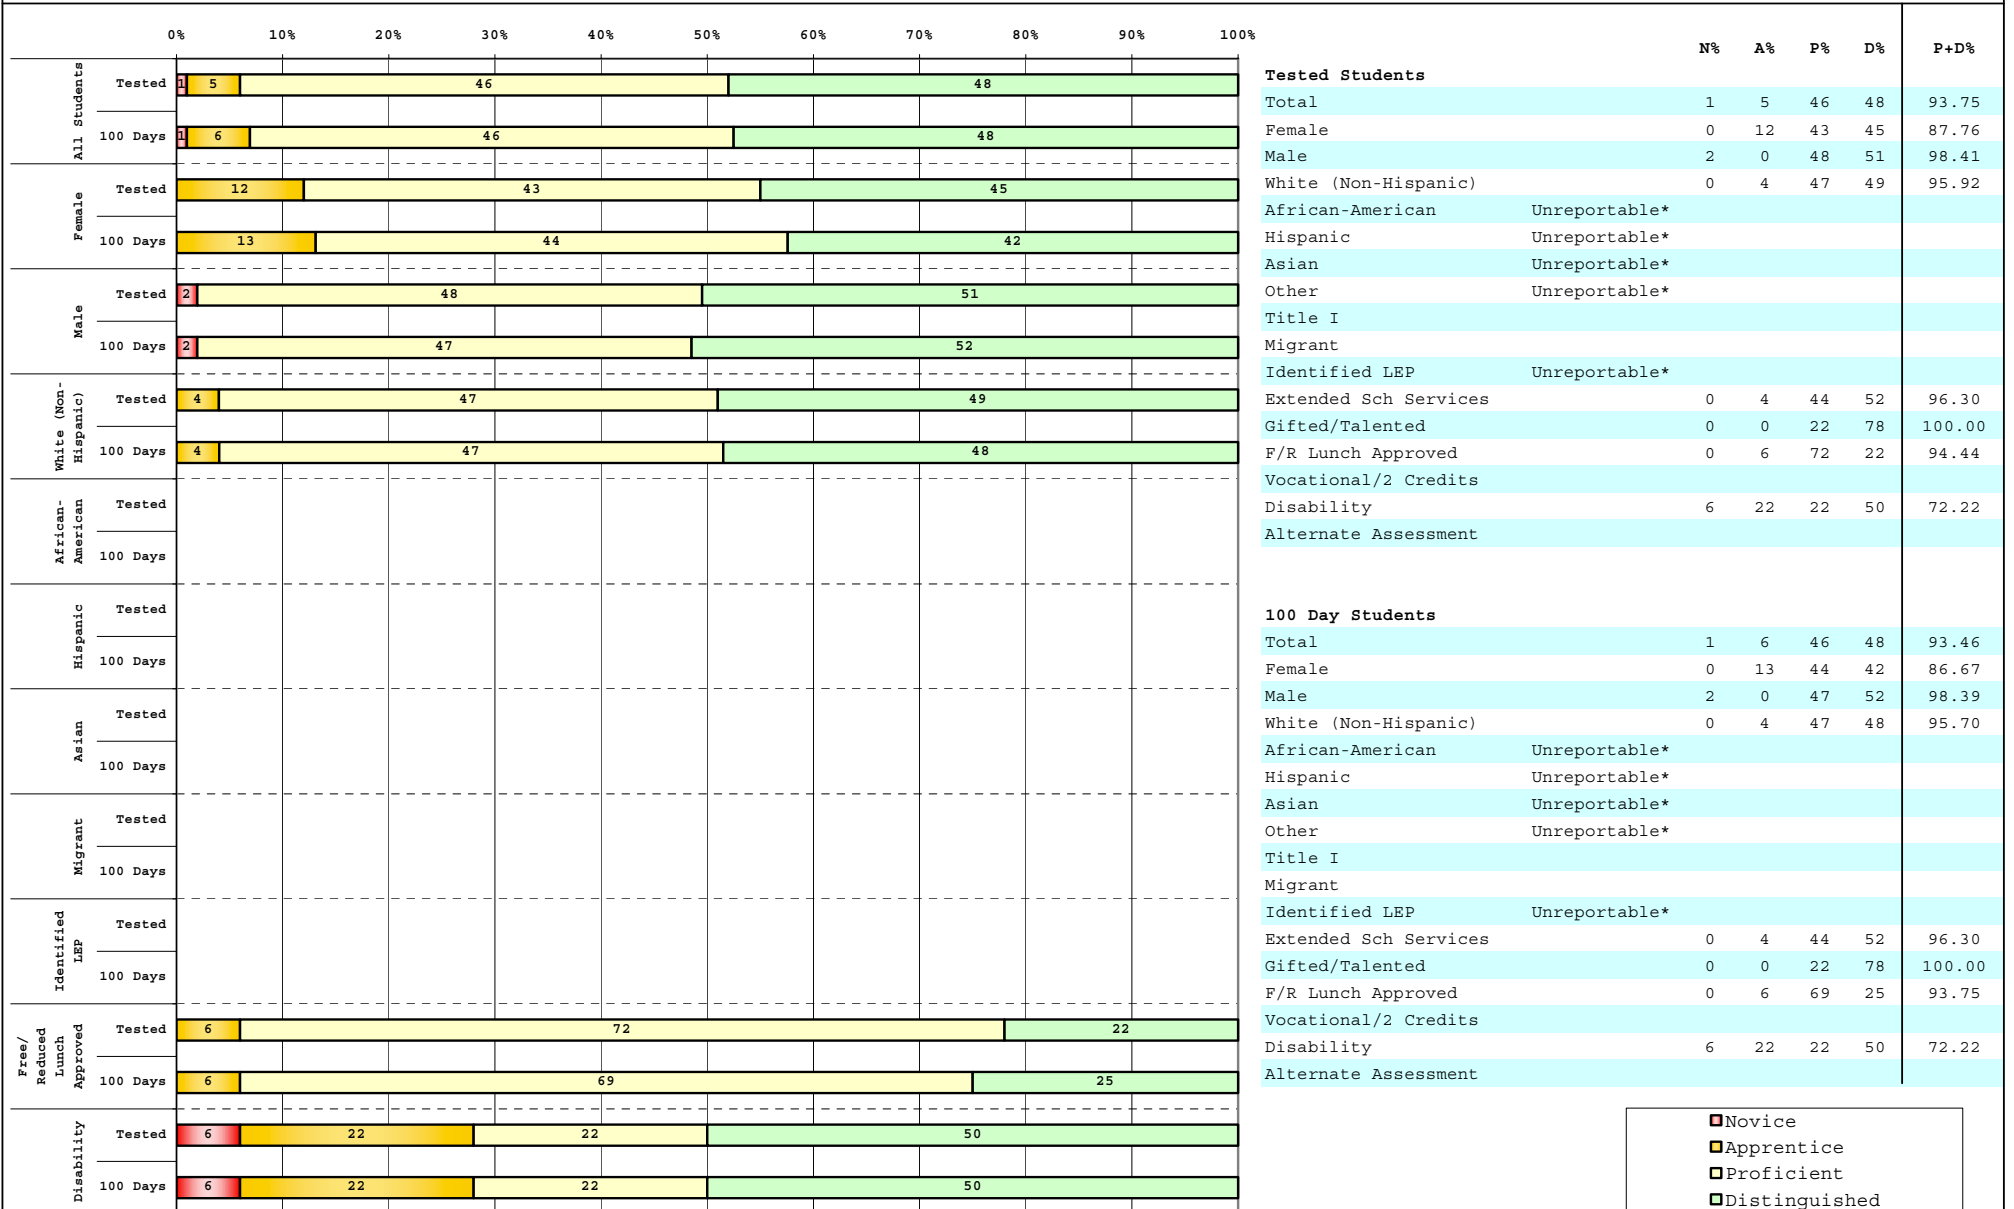 0% 10% 20% 30% 40% 50% 60% 70% 80% 90% 100%
All Students
Tested 1 5 46 48
100 Days 1 6 46 48
Female
Tested 12 43 45
100 Days 13 44 42
Male
Tested 2 48 51
100 Days 2 47 52
White (Non-
Hispanic)
Tested 4 47 49
100 Days 4 47 48
African-
American
Tested
100 Days
Hispanic
Tested
100 Days
Asian
Tested
100 Days
Migrant
Tested
100 Days
Identified
LEP
Tested
100 Days
Free/
Reduced
Lunch
Approved
Tested 6 72 22
100 Days 6 69 25
Disability
Tested 6 22 22 50
100 Days 6 22 22 50
N% A% P% D% P+D%
Tested Students
Total 1 5 46 48 93.75
Female 0 12 43 45 87.76
Male 2 0 48 51 98.41
White (Non-Hispanic) 0 4 47 49 95.92
African-American Unreportable*
Hispanic Unreportable*
Asian Unreportable*
Other Unreportable*
Title I
Migrant
Identified LEP Unreportable*
Extended Sch Services 0 4 44 52 96.30
Gifted/Talented 0 0 22 78 100.00
F/R Lunch Approved 0 6 72 22 94.44
Vocational/2 Credits
Disability 6 22 22 50 72.22
Alternate Assessment
100 Day Students
Total 1 6 46 48 93.46
Female 0 13 44 42 86.67
Male 2 0 47 52 98.39
White (Non-Hispanic) 0 4 47 48 95.70
African-American Unreportable*
Hispanic Unreportable*
Asian Unreportable*
Other Unreportable*
Title I
Migrant
Identified LEP Unreportable*
Extended Sch Services 0 4 44 52 96.30
Gifted/Talented 0 0 22 78 100.00
F/R Lunch Approved 0 6 69 25 93.75
Vocational/2 Credits
Disability 6 22 22 50 72.22
Alternate Assessment
Novice
Apprentice
Proficient
Distinguished